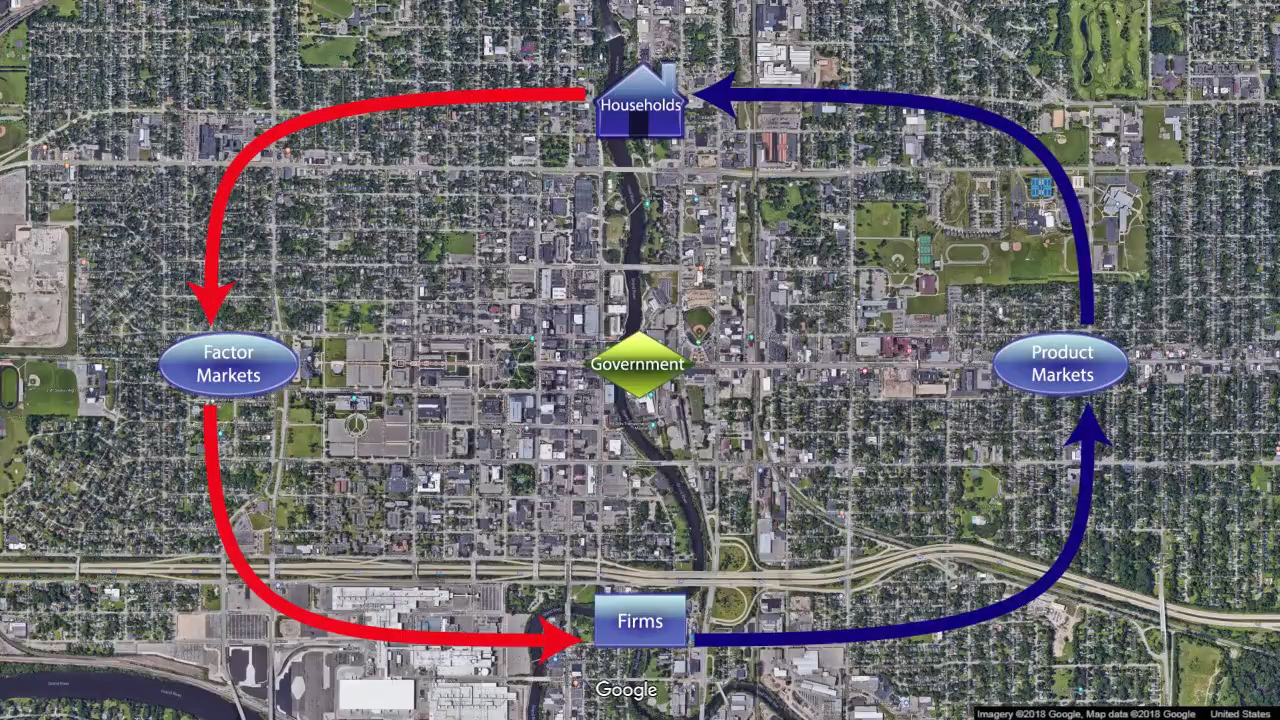 Households
Factor
Markets
Government
Product
Markets
Firms
Google
Imagery ©2018 Google, Map data ©2018 Google   United States